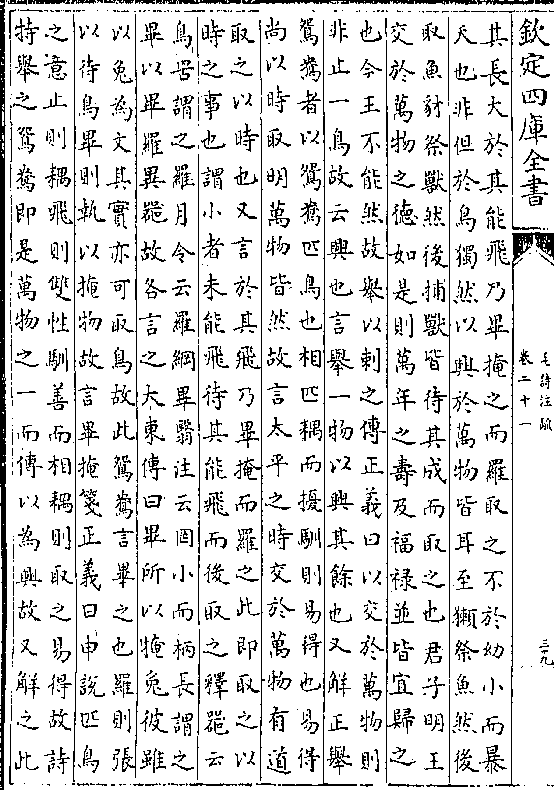 欽定四庫全書
毛詩注疏
卷二十一
三九
其長大於其能飛乃畢掩之而羅取之不於幼小而暴
天也非但於鳥獨然以興於萬物皆耳至獺祭魚然後
取魚豺祭獸然後捕獸皆待其成而取之也君子明王
交於萬物之德如是則萬年之壽及福祿並皆宜歸之
也今王不能然故舉以刺之傳正義曰以交於萬物則
非止一鳥故云興也言舉一物以興其餘也又解正舉
鴛鴦者以鴛鴦匹鳥也相匹耦而擾馴則易得也易得
尚以時取明萬物皆然故言太平之時交於萬物有道
取之以時也又言於其飛乃畢掩而羅之此即取之以
時之事也謂小者未能飛待其能飛而後取之釋器云
鳥罟謂之羅月令云羅網畢翳注云罔小而柄長謂之
畢以畢羅異器故各言之大東傳曰畢所以掩兔彼雖
以兔為文其實亦可取鳥故此鴛鴦言畢之也羅則張
以待鳥畢則執以掩物故言畢掩箋正義曰申說匹鳥
之意止則耦飛則雙性馴善而相耦則取之易得故詩
特舉之鴛鴦即是萬物之一而傳以為興故又解之此